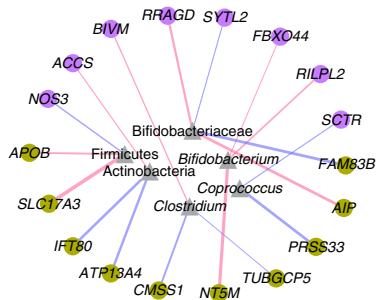 RRAGD
SYTL2
BIVM
FBXO44
ACCS
RILPL2
NOS3
SCTR
Bifidobacteriaceae
APOB
Firmicutes
Bifidobacterium
FAM83B
Actinobacteria
Coprococcus
SLC17A3
Clostridium
AIP
IFT80
PRSS33
ATP13A4
TUBGCP5
CMSS1
NT5M